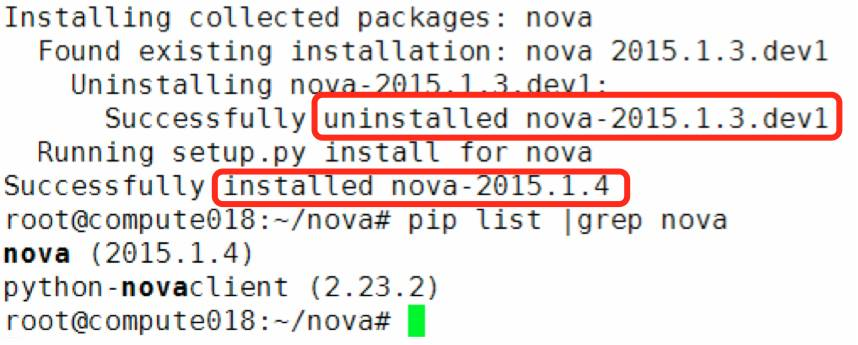 Installing collected packages: nova
Found existing installation: nova 2015.1.3.dev1
Uninstalling nova-2015.1.3.dev1:
Successfully uninstalled nova-2015.1.3.dev1
Running setup.py install for nova
Successfully installed nova-2015.1.4
root@compute018:~/nova# pip list |grep nova
nova (2015.1.4)
python-novaclient (2.23.2)
root@compute018:~/nova#